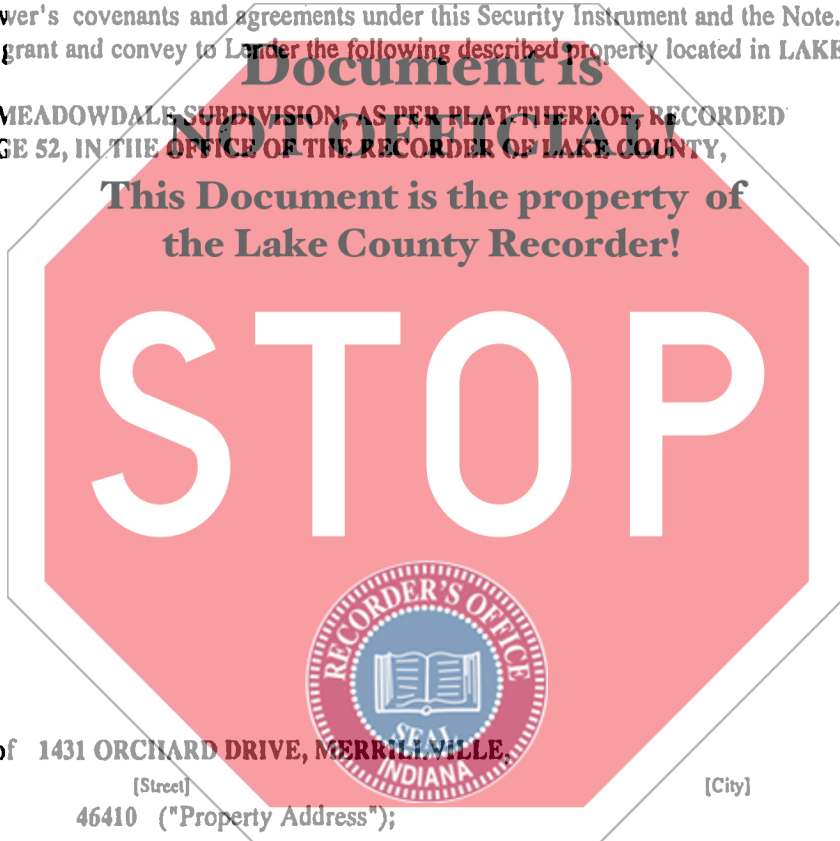 wer's covenants and agreements under this Security Instrument and the Note.
grant and convey to Lender the following described property located in LAKE
Document is
MEADOWDALE SUBDIVISION, AS PER PLAT THEREOF, RECORDED
NOT OFFICIAL!
GE 52, IN THE OFFICE OF THE RECORDER OF LAKE COUNTY,
This Document is the property of
the Lake County Recorder!
STOP
RECORDER'S OFFICE
SEAL
INDIANA
of 1431 ORCHARD DRIVE, MERRILLVILLE,
[Street] [City]
46410 ("Property Address");